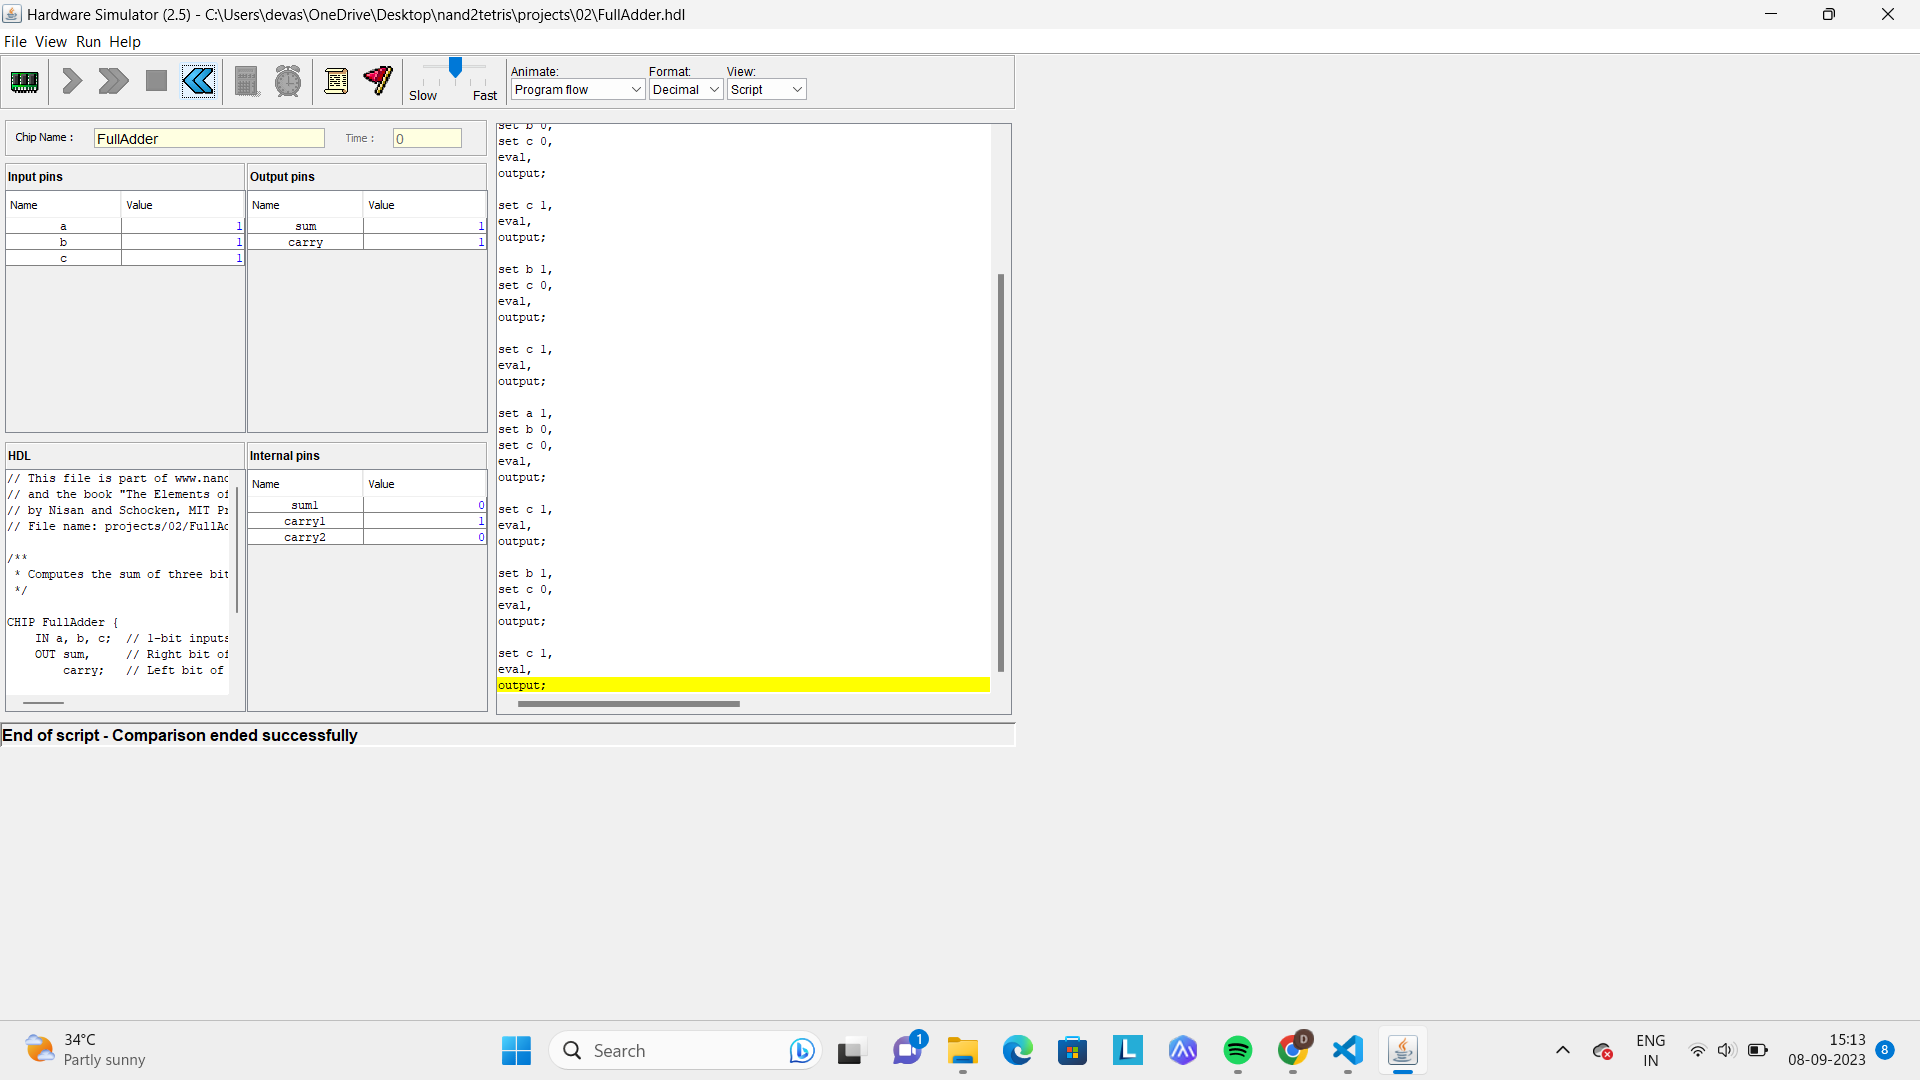 Hardware Simulator (2.5) - C:\Users\devas\OneDrive\Desktop\nand2tetris\projects\02\FullAdder.hdl
File View Run Help
Slow Fast
Animate:
Program flow
Format:
Decimal
View:
Script
Chip Name :
FullAdder
Time :
0
Input pins
Name Value
a 1
b 1
c 1
Output pins
Name Value
sum 1
carry 1
HDL
// This file is part of www.nand
// and the book "The Elements of
// by Nisan and Schocken, MIT Pr
// File name: projects/02/FullAd
/**
* Computes the sum of three bit
*/
CHIP FullAdder {
IN a, b, c; // 1-bit inputs
OUT sum, // Right bit of
carry; // Left bit of
Internal pins
Name Value
sum1 0
carry1 1
carry2 0
set b 0,
set c 0,
eval,
output;
set c 1,
eval,
output;
set b 1,
set c 0,
eval,
output;
set c 1,
eval,
output;
set a 1,
set b 0,
set c 0,
eval,
output;
set c 1,
eval,
output;
set b 1,
set c 0,
eval,
output;
set c 1,
eval,
output;
End of script - Comparison ended successfully
34°C
Partly sunny
Search
1
L
D
ENG
IN
15:13
08-09-2023
8